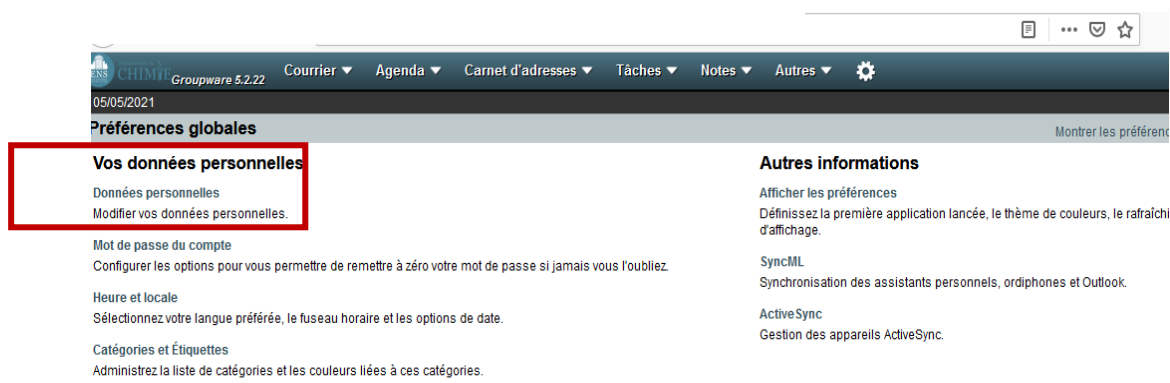 ENS CHIMIE Groupware 5.2.22 Courrier ▼ Agenda ▼ Carnet d'adresses ▼ Tâches ▼ Notes ▼ Autres ▼
05/05/2021
Préférences globales
Montrer les préférenc
Vos données personnelles
Données personnelles
Modifier vos données personnelles.
Mot de passe du compte
Configurer les options pour vous permettre de remettre à zéro votre mot de passe si jamais vous l'oubliez.
Heure et locale
Sélectionnez votre langue préférée, le fuseau horaire et les options de date.
Catégories et Étiquettes
Administrez la liste de catégories et les couleurs liées à ces catégories.
Autres informations
Afficher les préférences
Définissez la première application lancée, le thème de couleurs, le rafraîchi
d'affichage.
SyncML
Synchronisation des assistants personnels, ordiphones et Outlook.
ActiveSync
Gestion des appareils ActiveSync.